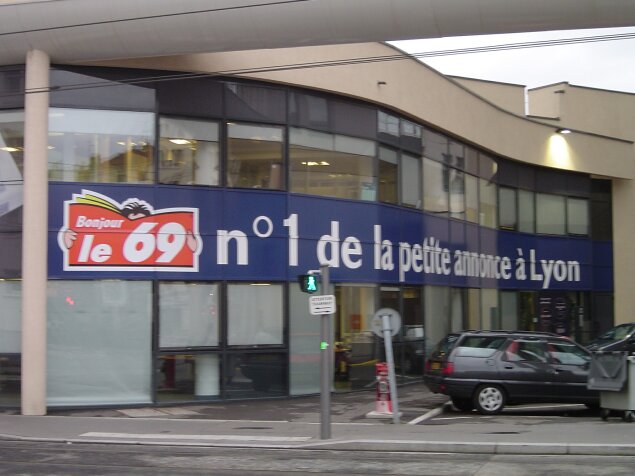 Bonjour
le 69
n°1 de la petite annonce à Lyon